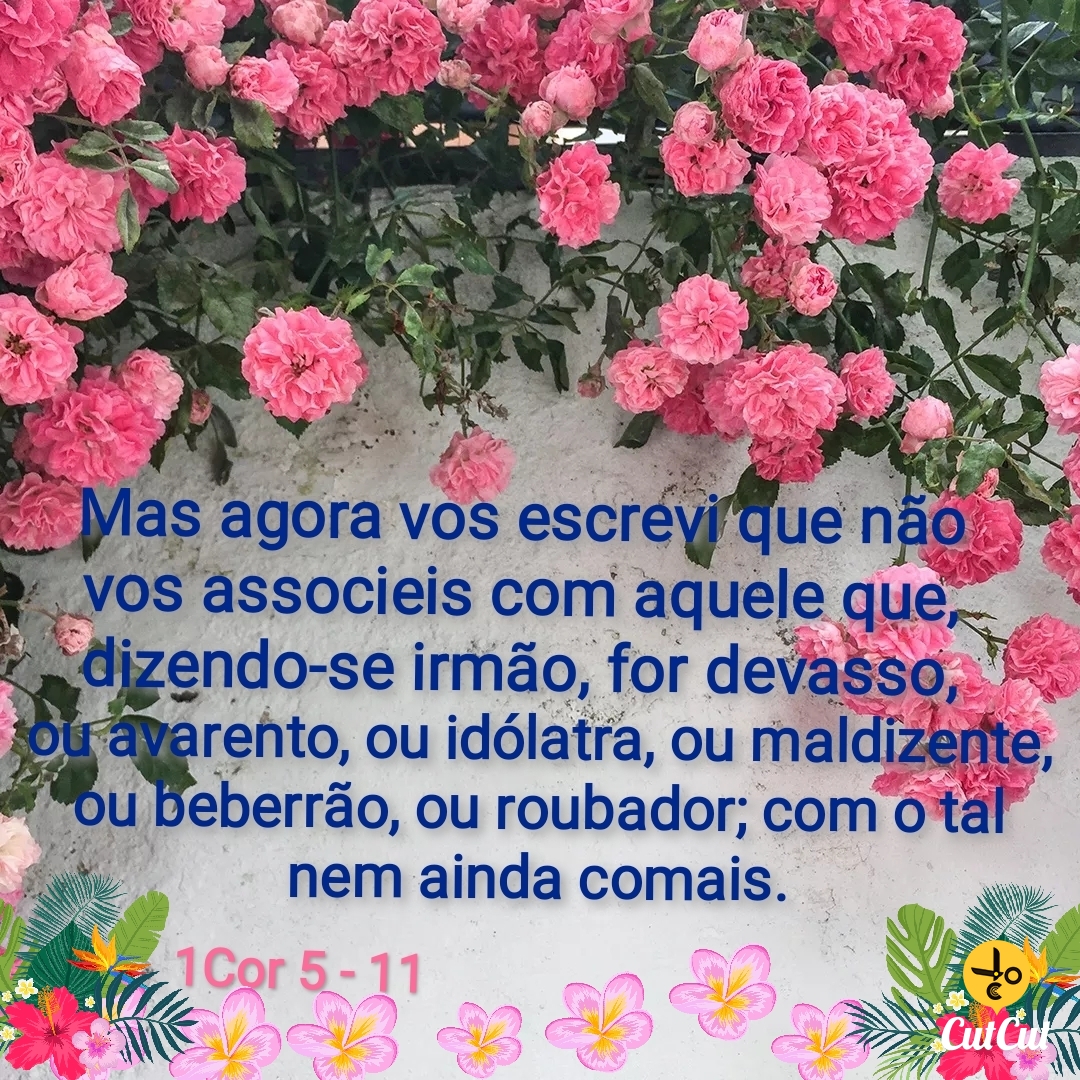 Mas agora vos escrevi que não
vos associeis com aquele que,
dizendo-se irmão, for devasso,
ou avarento, ou idólatra, ou maldizente,
ou beberrão, ou roubador; com o tal
nem ainda comais.
1Cor 5 - 11
CutCut